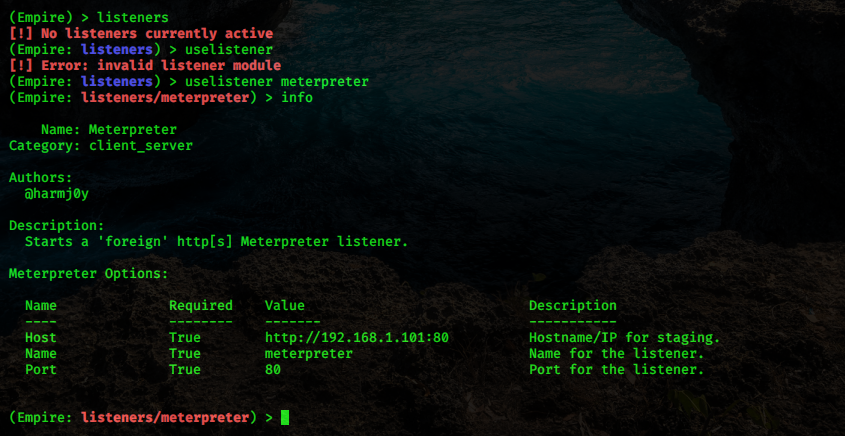 (Empire) > listeners
[!] No listeners currently active
(Empire: listeners) > uselistener
[!] Error: invalid listener module
(Empire: listeners) > uselistener meterpreter
(Empire: listeners/meterpreter) > info
Name: Meterpreter
Category: client_server
Authors:
@harmj0y
Description:
Starts a 'foreign' http[s] Meterpreter listener.
Meterpreter Options:
Name Required Value Description
---- -------- ------- -----------
Host True http://192.168.1.101:80 Hostname/IP for staging.
Name True meterpreter Name for the listener.
Port True 80 Port for the listener.
(Empire: listeners/meterpreter) >